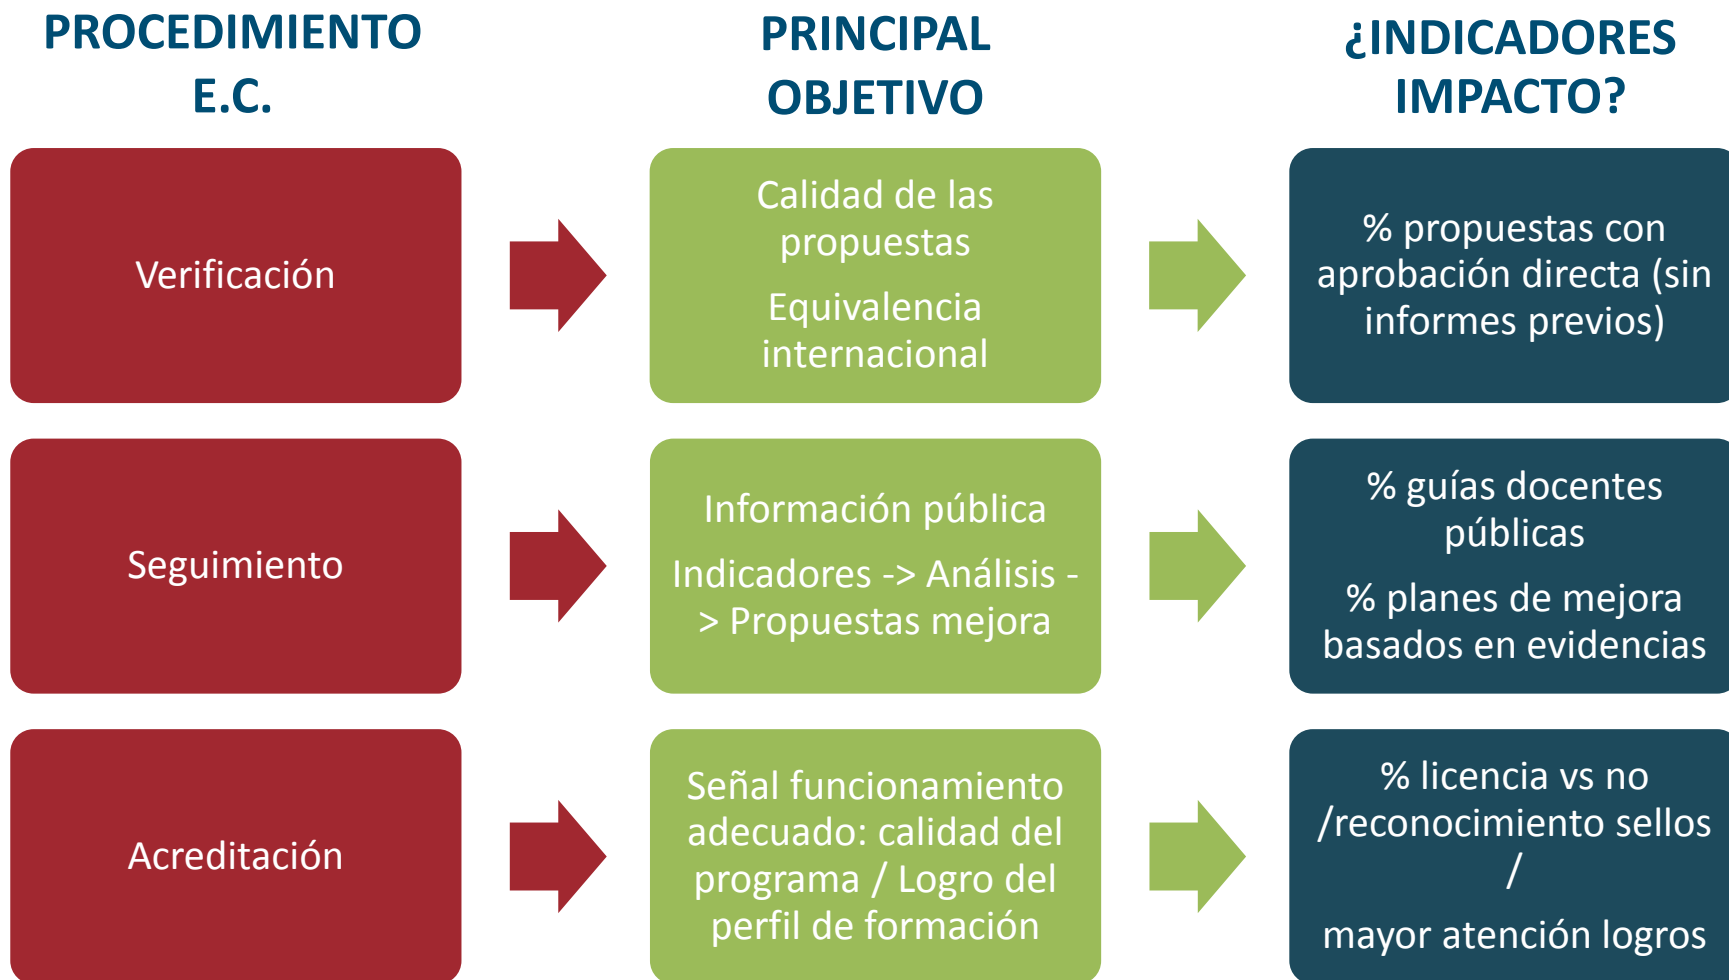 PROCEDIMIENTO
E.C.
PRINCIPAL
OBJETIVO
¿INDICADORES
IMPACTO?
Verificación
Calidad de las
propuestas
Equivalencia
internacional
% propuestas con
aprobación directa (sin
informes previos)
Seguimiento
Información pública
Indicadores -> Análisis -
> Propuestas mejora
% guías docentes
públicas
% planes de mejora
basados en evidencias
Acreditación
Señal funcionamiento
adecuado: calidad del
programa / Logro del
perfil de formación
% licencia vs no
/reconocimiento sellos
/
mayor atención logros